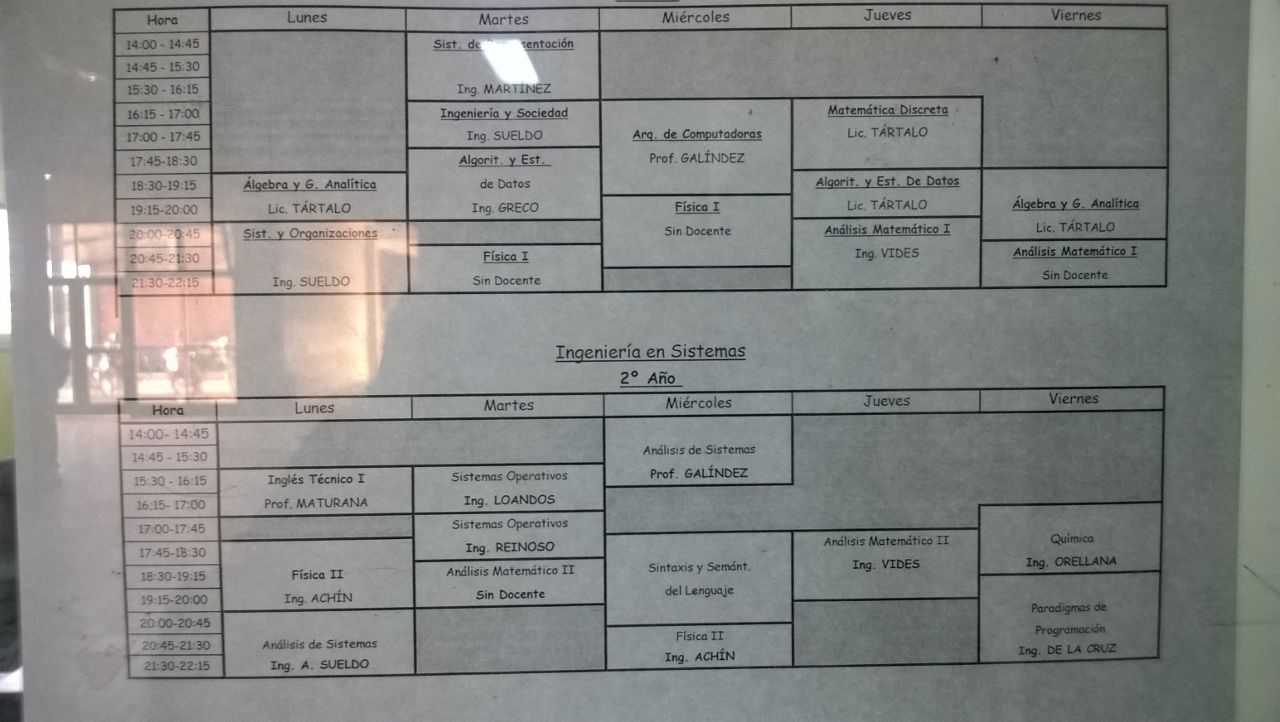 Hora Lunes Martes Miércoles Jueves Viernes
14:00 - 14:45 Sist. de
14:45 - 15:30
15:30 - 16:15 Ing. MARTÍNEZ
16:15 - 17:00 Ingeniería y Sociedad Matemática Discreta
17:00 - 17:45 Ing. SUELDO Arq. de Computadoras Lic. TÁRTALO
17:45-18:30 Algorit. y Est. Prof. GALÍNDEZ
18:30-19:15 Álgebra y G. Analítica de Datos Algorit. y Est. De Datos
19:15-20:00 Lic. TÁRTALO Ing. GRECO Física I Lic. TÁRTALO Álgebra y G. Analítica
20:00-20:45 Sist. y Organizaciones Sin Docente Análisis Matemático I Lic. TÁRTALO
20:45-21:30 Física I Ing. VIDES Análisis Matemático I
21:30-22:15 Ing. SUELDO Sin Docente Sin Docente
Ingeniería en Sistemas
2º Año
Hora Lunes Martes Miércoles Jueves Viernes
14:00- 14:45 Análisis de Sistemas
14:45 - 15:30 Prof. GALÍNDEZ
15:30 - 16:15 Inglés Técnico I Sistemas Operativos
16:15- 17:00 Prof. MATURANA Ing. LOANDOS
17:00-17:45 Sistemas Operativos Química
17:45-18:30 Ing. REINOSO Análisis Matemático II Ing. ORELLANA
18:30-19:15 Física II Análisis Matemático II Sintaxis y Semánt. Ing. VIDES
19:15-20:00 Ing. ACHÍN Sin Docente del Lenguaje Paradigmas de
20:00-20:45 Programación
20:45-21:30 Análisis de Sistemas Física II Ing. DE LA CRUZ
21:30-22:15 Ing. A. SUELDO Ing. ACHÍN